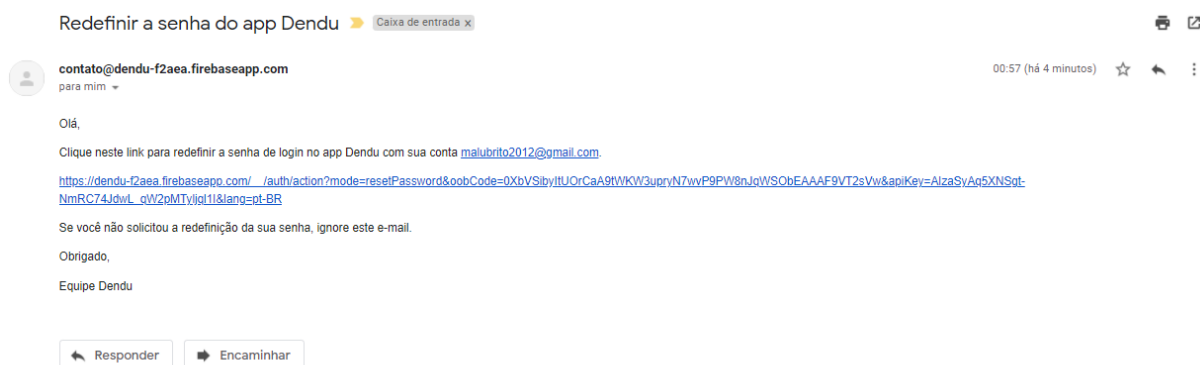 Redefinir a senha do app Dendu
Caixa de entrada x
contato@dendu-f2aea.firebaseapp.com
00:57 (há 4 minutos)
para mim
Olá,
Clique neste link para redefinir a senha de login no app Dendu com sua conta malubrito2012@gmail.com.
https://dendu-f2aea.firebaseapp.com/__/auth/action?mode=resetPassword&oobCode=0XbVSibyltUOrCaA9tWKW3upryN7wvP9PW8nJqWSObEAAAF9VT2sVw&apiKey=AIzaSyAq5XNSgt-
NmRC74JdwL_qW2pMTyljqI1I&lang=pt-BR
Se você não solicitou a redefinição da sua senha, ignore este e-mail.
Obrigado,
Equipe Dendu
Responder
Encaminhar